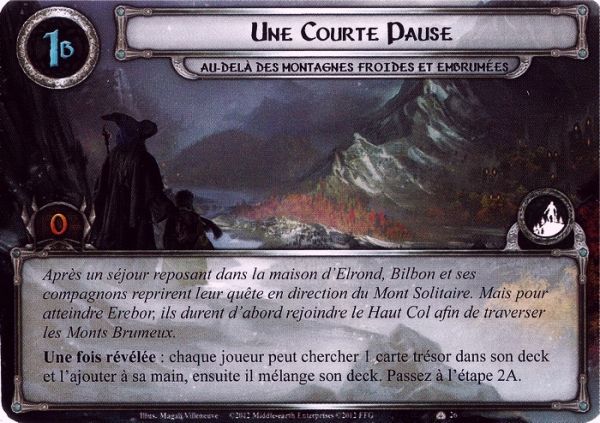 Une Courte Pause
1B
Au-delà des Montagnes Froides et Embrumées
0
Après un séjour reposant dans la maison d'Elrond, Bilbon et ses
compagnons reprirent leur quête en direction du Mont Solitaire. Mais pour
atteindre Erebor, ils durent d'abord rejoindre le Haut Col afin de traverser
les Monts Brumeux.
Une fois révélée : chaque joueur peut chercher 1 carte trésor dans son deck
et l'ajouter à sa main, ensuite il mélange son deck. Passez à l'étape 2A.
Illus. Magali Villeneuve ©2012 Middle-earth Enterprises ©2012 FFG 26